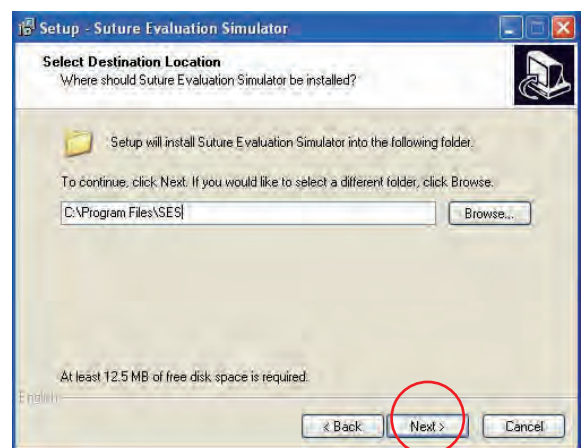 Setup - Suture Evaluation Simulator
Select Destination Location
Where should Suture Evaluation Simulator be installed?
Setup will install Suture Evaluation Simulator into the following folder.
To continue, click Next. If you would like to select a different folder, click Browse.
C:\Program Files\SES
Browse...
At least 12.5 MB of free disk space is required.
English
< Back Next > Cancel